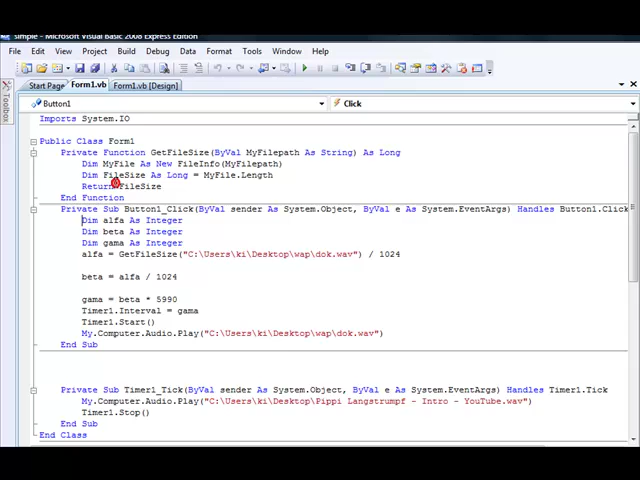 simple - Microsoft Visual Basic 2008 Express Edition
File Edit View Project Build Debug Data Format Tools Window Help
Start Page Form1.vb Form1.vb [Design]
Toolbox
Button1 Click
Imports System.IO
Public Class Form1
Private Function GetFileSize(ByVal MyFilepath As String) As Long
Dim MyFile As New FileInfo(MyFilepath)
Dim FileSize As Long = MyFile.Length
Return FileSize
End Function
Private Sub Button1_Click(ByVal sender As System.Object, ByVal e As System.EventArgs) Handles Button1.Click
Dim alfa As Integer
Dim beta As Integer
Dim gama As Integer
alfa = GetFileSize("C:\Users\ki\Desktop\wap\dok.wav") / 1024
beta = alfa / 1024
gama = beta * 5990
Timer1.Interval = gama
Timer1.Start()
My.Computer.Audio.Play("C:\Users\ki\Desktop\wap\dok.wav")
End Sub
Private Sub Timer1_Tick(ByVal sender As System.Object, ByVal e As System.EventArgs) Handles Timer1.Tick
My.Computer.Audio.Play("C:\Users\ki\Desktop\Pippi Langstrumpf - Intro - YouTube.wav")
Timer1.Stop()
End Sub
End Class